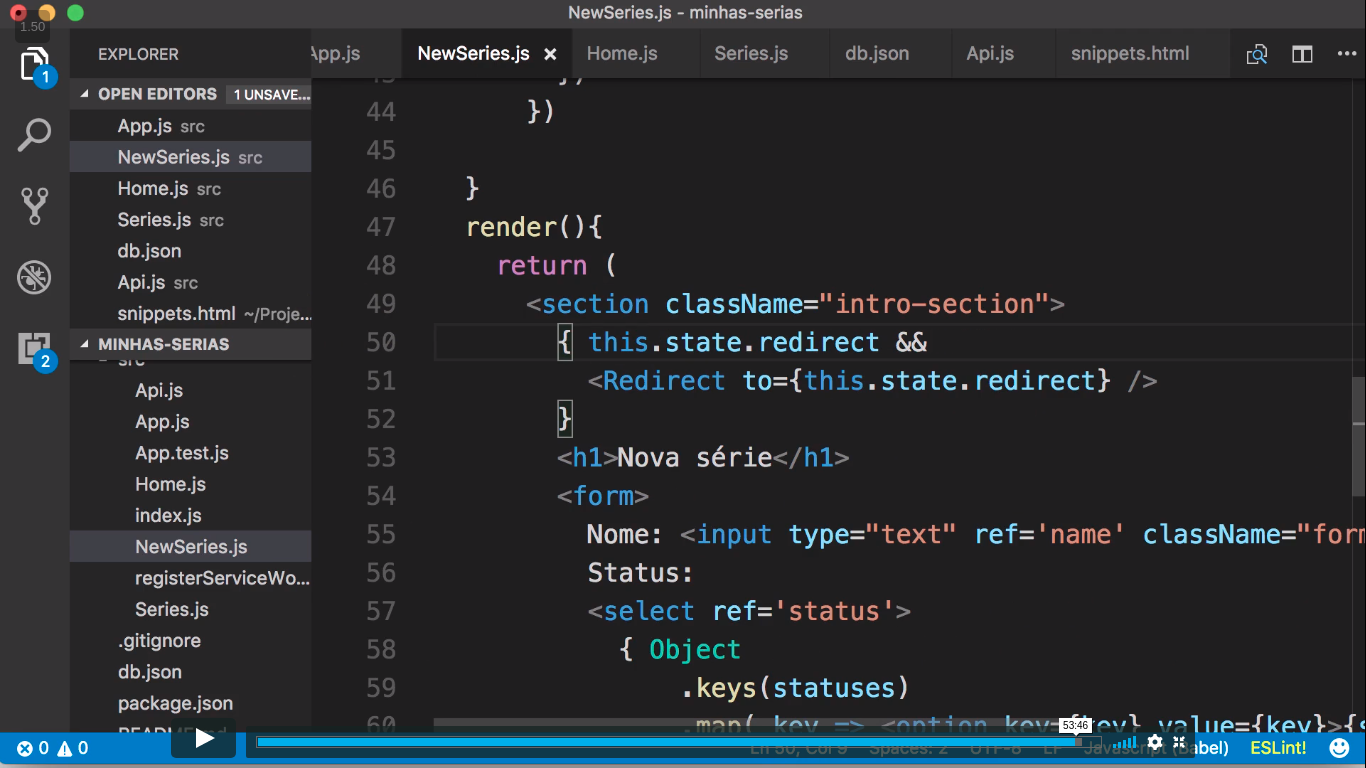 NewSeries.js - minhas-serias
1.50
EXPLORER
App.js NewSeries.js × Home.js Series.js db.json Api.js snippets.html
OPEN EDITORS 1 UNSAVE...
App.js src
NewSeries.js src
Home.js src
Series.js src
db.json
Api.js src
snippets.html ~/Proje...
MINHAS-SERIAS
src
Api.js
App.js
App.test.js
Home.js
index.js
NewSeries.js
registerServiceWo...
Series.js
.gitignore
db.json
package.json
README.md
1
2
44 })
45
46 }
47 render(){
48 return (
49 <section className="intro-section">
50 { this.state.redirect &&
51 <Redirect to={this.state.redirect} />
52 }
53 <h1>Nova série</h1>
54 <form>
55 Nome: <input type="text" ref='name' className="form
56 Status:
57 <select ref='status'>
58 { Object
59 .keys(statuses)
60 .map( key => <option key={key} value={key}>{s
53:46
0 0 Ln 50, Col 9 Spaces: 2 UTF-8 LF Javascript (Babel) ESLint!